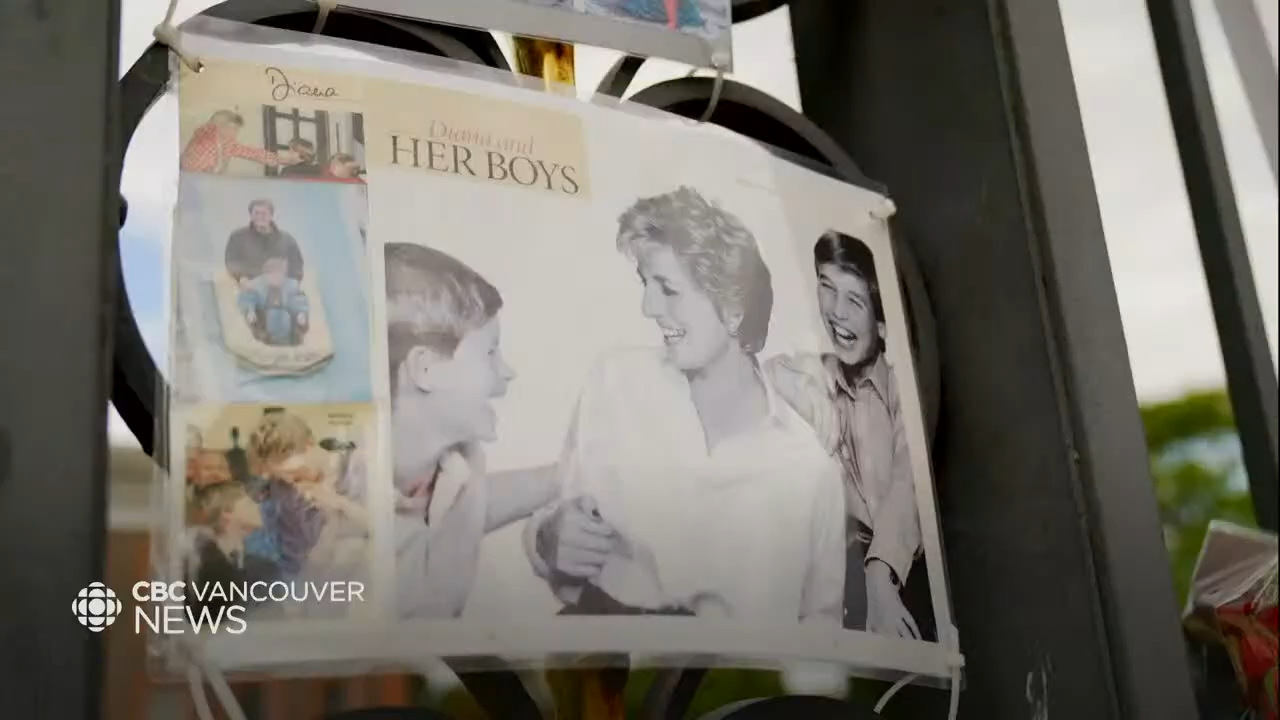 Diana
Diana and
HER BOYS
CBC VANCOUVER
NEWS